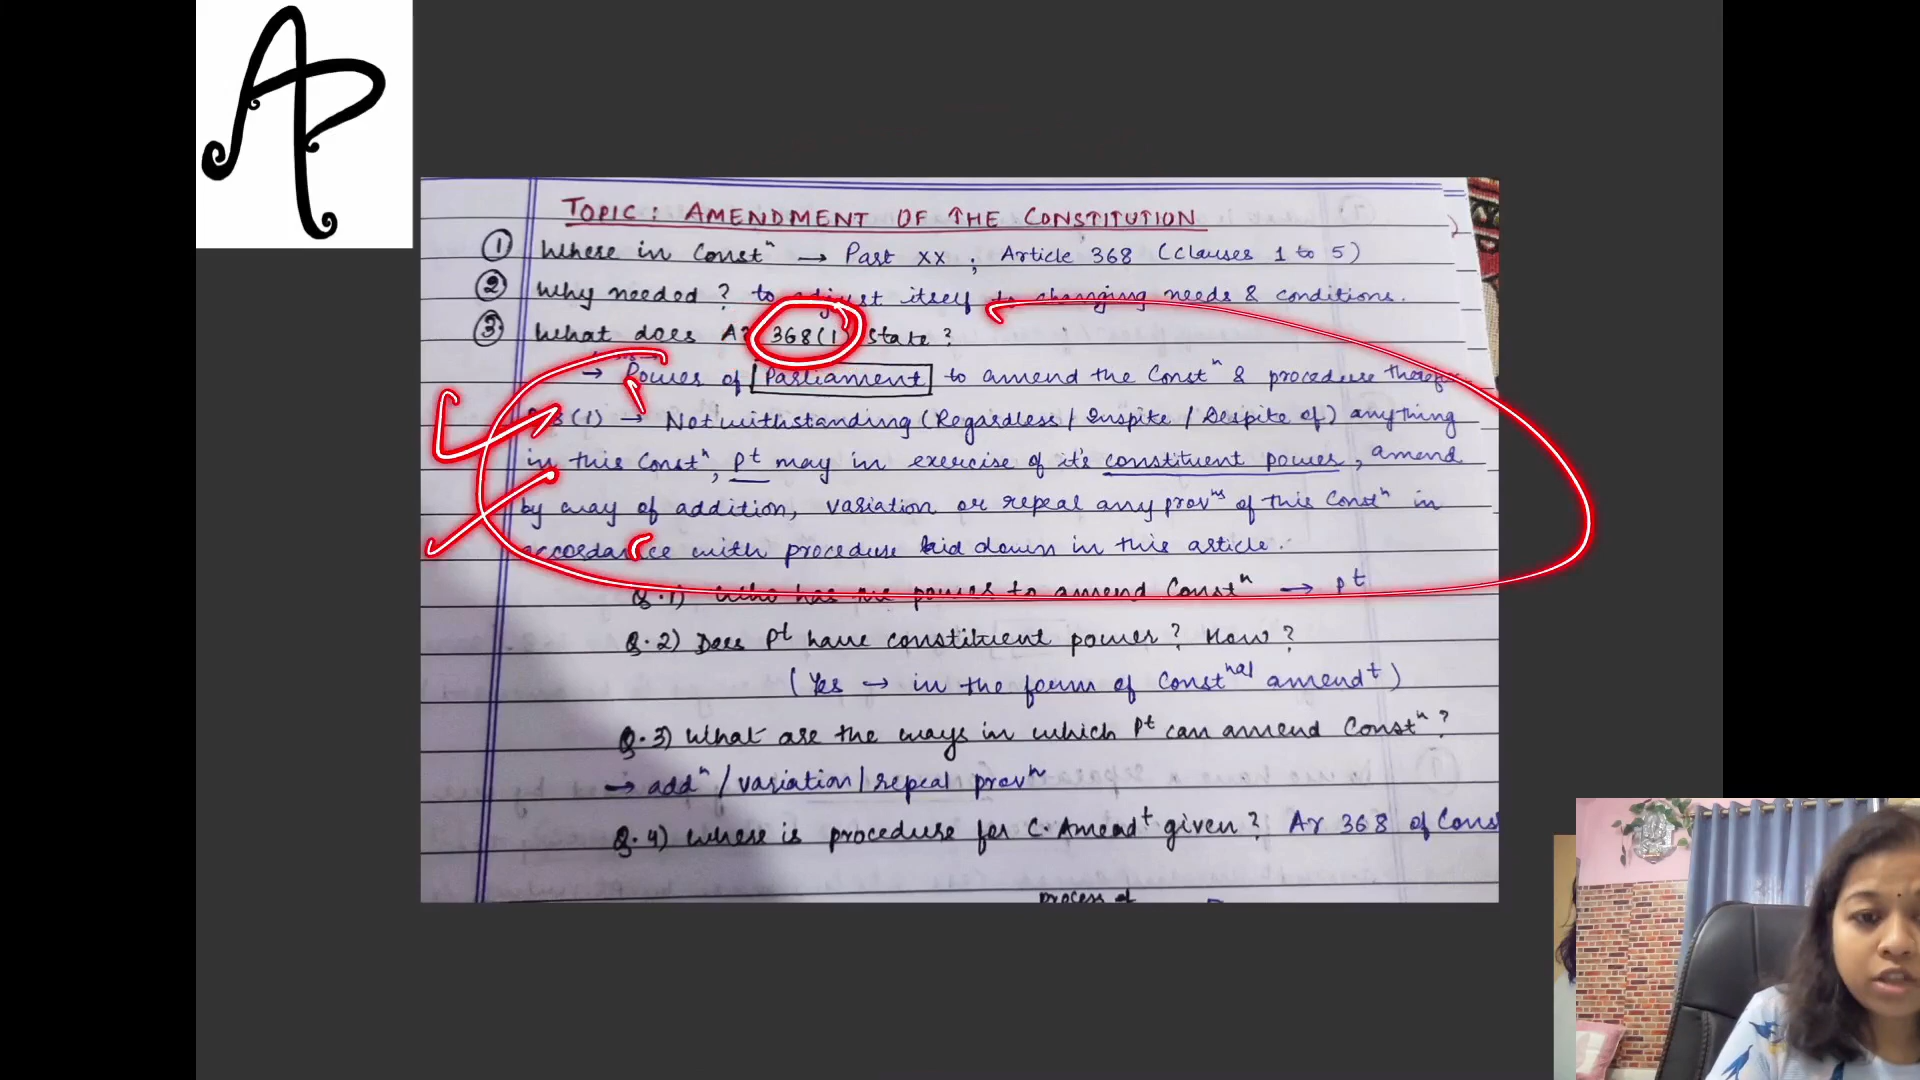 AP
TOPIC: AMENDMENT OF THE CONSTITUTION
① Where in Constⁿ → Part XX ; Article 368 (Clauses 1 to 5)
② Why needed ? to adjust itself to changing needs & conditions.
③ What does Ar 368(1) state ?
→ Power of Parliament to amend the Constⁿ & procedure therefor
368(1) → Notwithstanding (Regardless / Inspite / Despite of) anything
in this Constⁿ, Pt may in exercise of it's constituent power, amend
by way of addition, variation or repeal any provⁿˢ of this Constⁿ in
accordance with procedure laid down in this article.
Q.1) Who has the power to amend Constⁿ → Pt
Q.2) Does Pt have constituent power ? How ?
(Yes → in the form of Constⁿᵃˡ amendt)
Q.3) What are the ways in which Pt can amend Constⁿ ?
→ addⁿ / variation / repeal provⁿ
Q.4) Where is procedure for C. Amendt given ? Ar 368 of Cons
process of